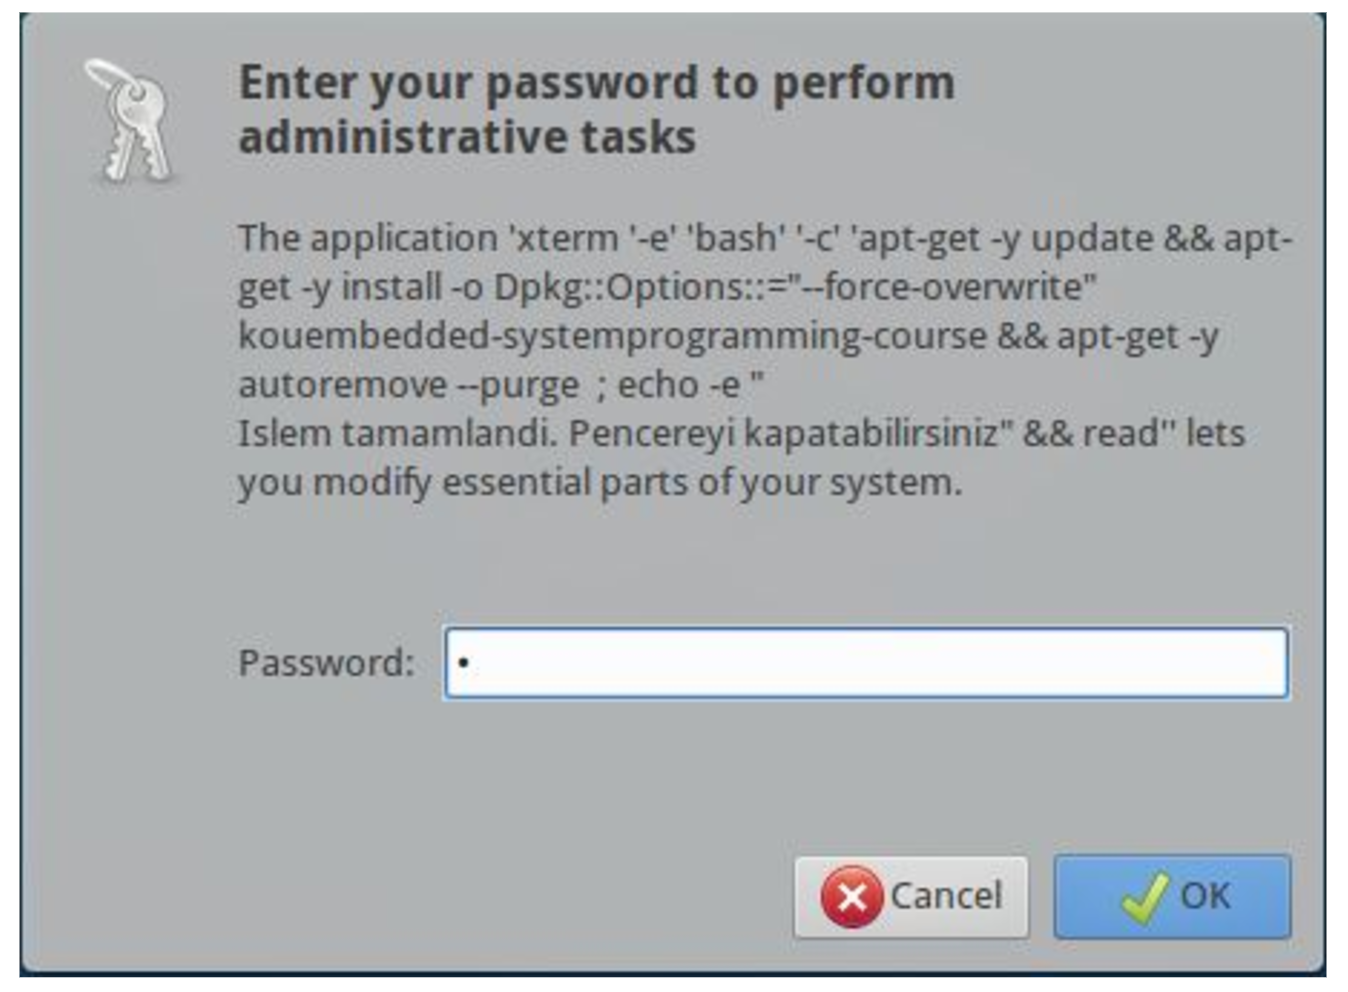 Enter your password to perform
administrative tasks
The application 'xterm '-e' 'bash' '-c' 'apt-get -y update && apt-
get -y install -o Dpkg::Options::="--force-overwrite"
kouembedded-systemprogramming-course && apt-get -y
autoremove --purge  ; echo -e "
Islem tamamlandi. Pencereyi kapatabilirsiniz" && read'' lets
you modify essential parts of your system.
Password: •
Cancel OK